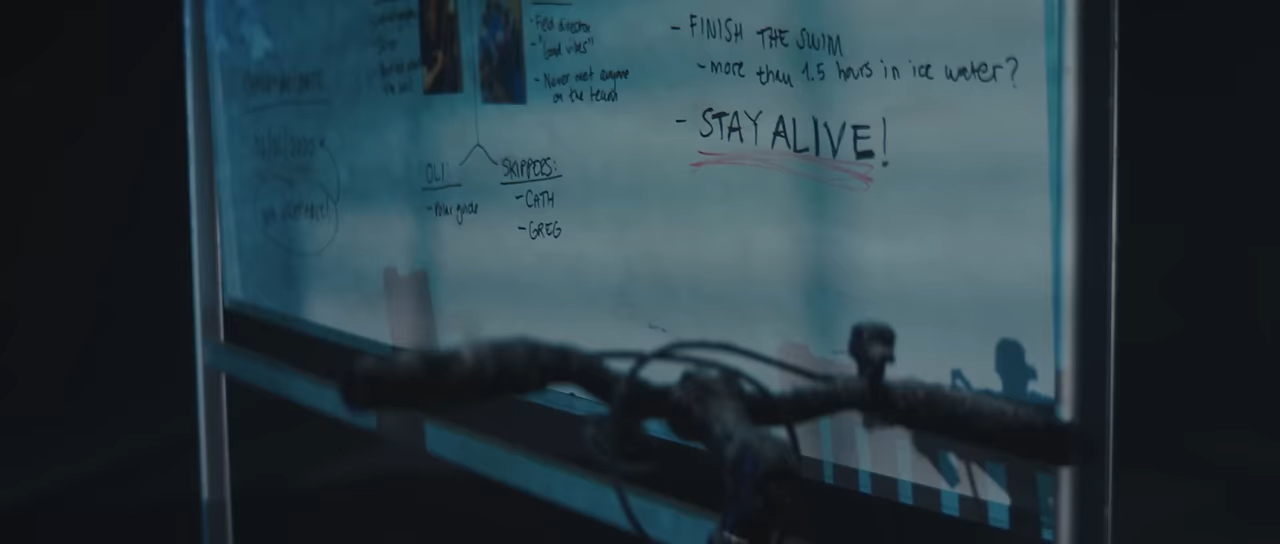 - Field director
- "Good vibes"
- Never met anyone
on the team
OLI
- Polar guide
SKIPPERS:
- CATH
- GREG
- FINISH THE SWIM
- more than 1.5 hours in ice water?
- STAY ALIVE!